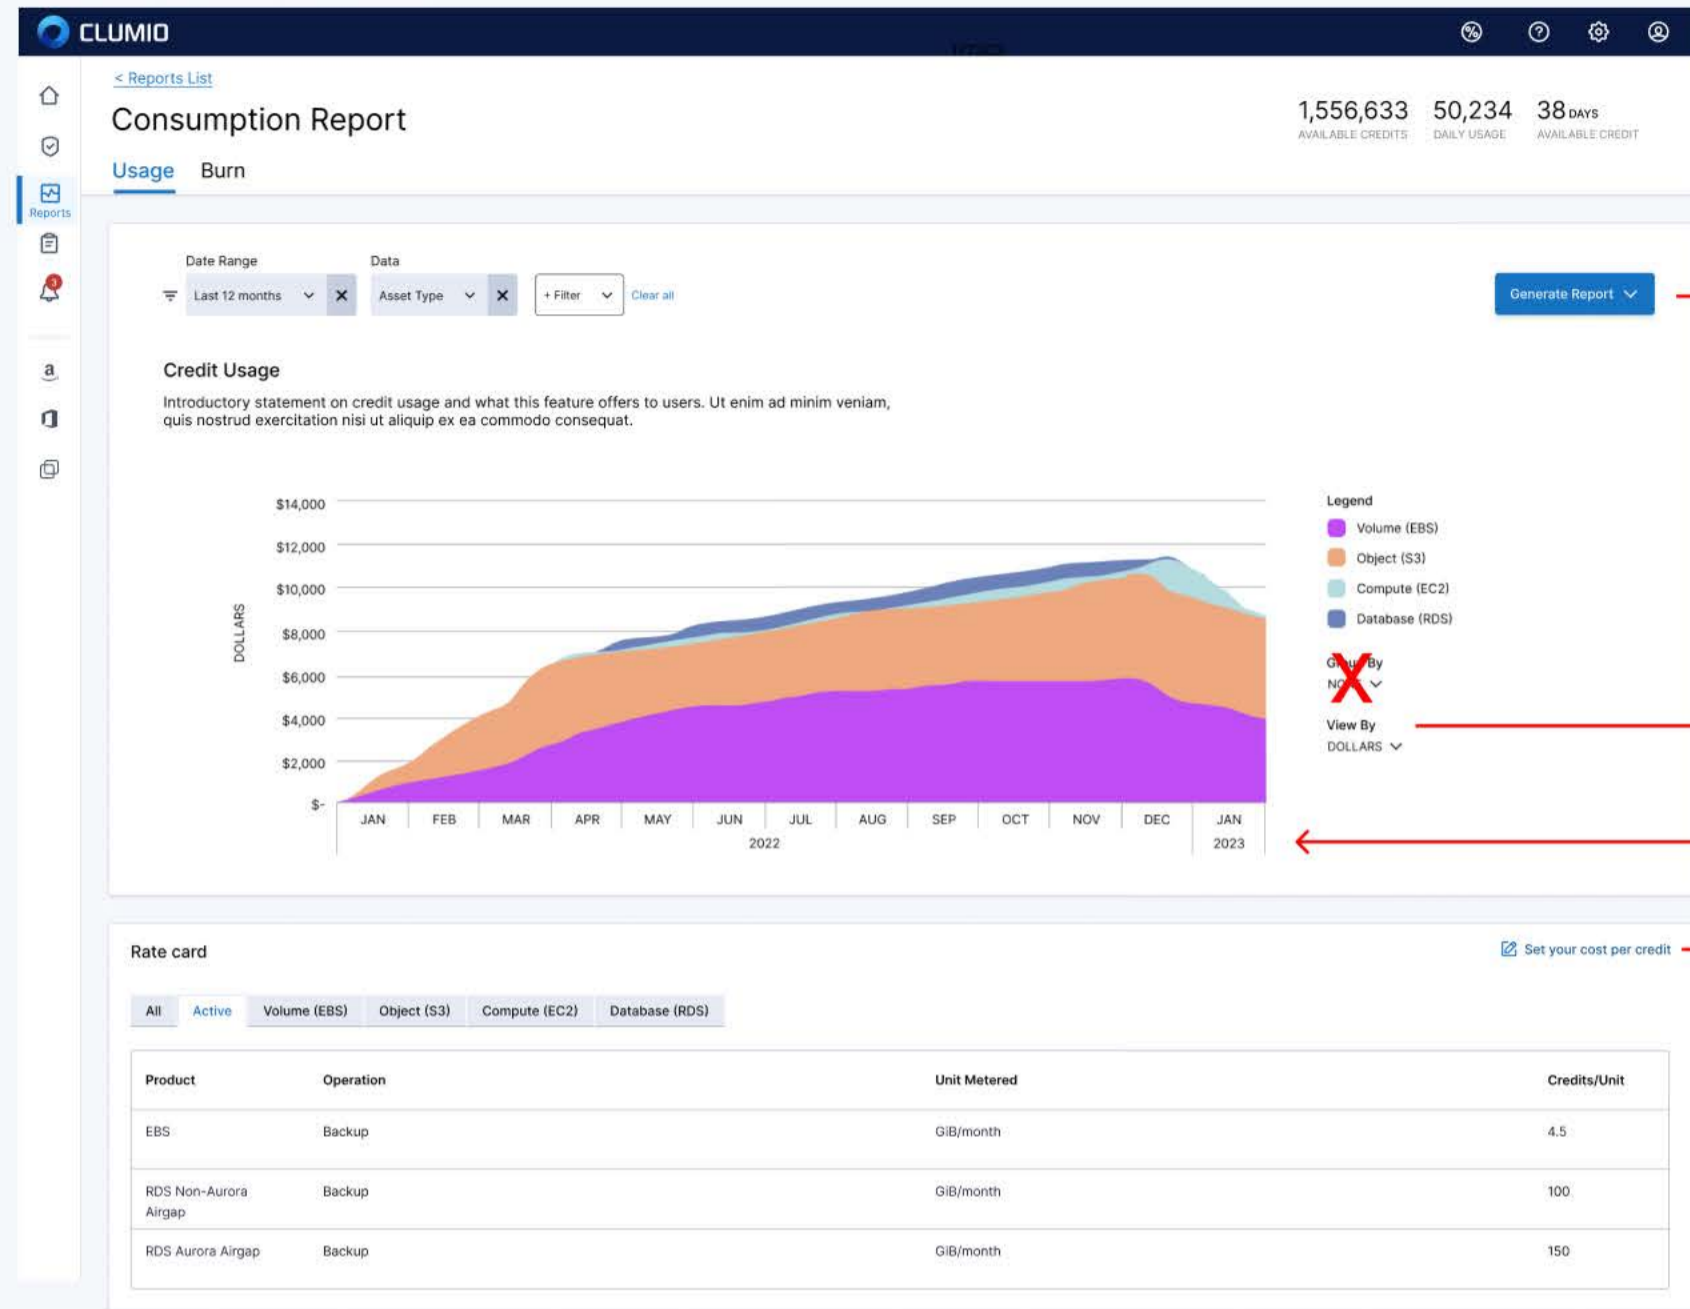 CLUMIO
< Reports List
Consumption Report
1,556,633 50,234 38 DAYS
AVAILABLE CREDITS DAILY USAGE AVAILABLE CREDIT
Usage Burn
Reports
3
Date Range Data
Last 12 months Asset Type + Filter Clear all
Generate Report
Credit Usage
Introductory statement on credit usage and what this feature offers to users. Ut enim ad minim veniam,
quis nostrud exercitation nisi ut aliquip ex ea commodo consequat.
$14,000
$12,000
$10,000
$8,000
$6,000
$4,000
$2,000
$-
DOLLARS
JAN FEB MAR APR MAY JUN JUL AUG SEP OCT NOV DEC JAN
2022 2023
Legend
Volume (EBS)
Object (S3)
Compute (EC2)
Database (RDS)
Group By
X
View By
DOLLARS
Rate card
Set your cost per credit
All Active Volume (EBS) Object (S3) Compute (EC2) Database (RDS)
Product Operation Unit Metered Credits/Unit
EBS Backup GiB/month 4.5
RDS Non-Aurora Backup GiB/month 100
Airgap
RDS Aurora Airgap Backup GiB/month 150